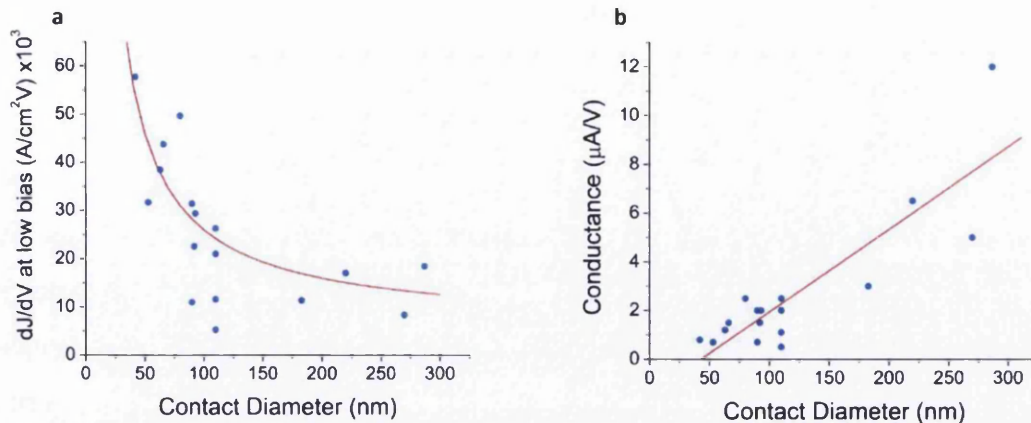 a
dJ/dV at low bias (A/cm²V) x10³
60
50
40
30
20
10
0
0 50 100 150 200 250 300
Contact Diameter (nm)
b
Conductance (μA/V)
12
10
8
6
4
2
0
0 50 100 150 200 250 300
Contact Diameter (nm)